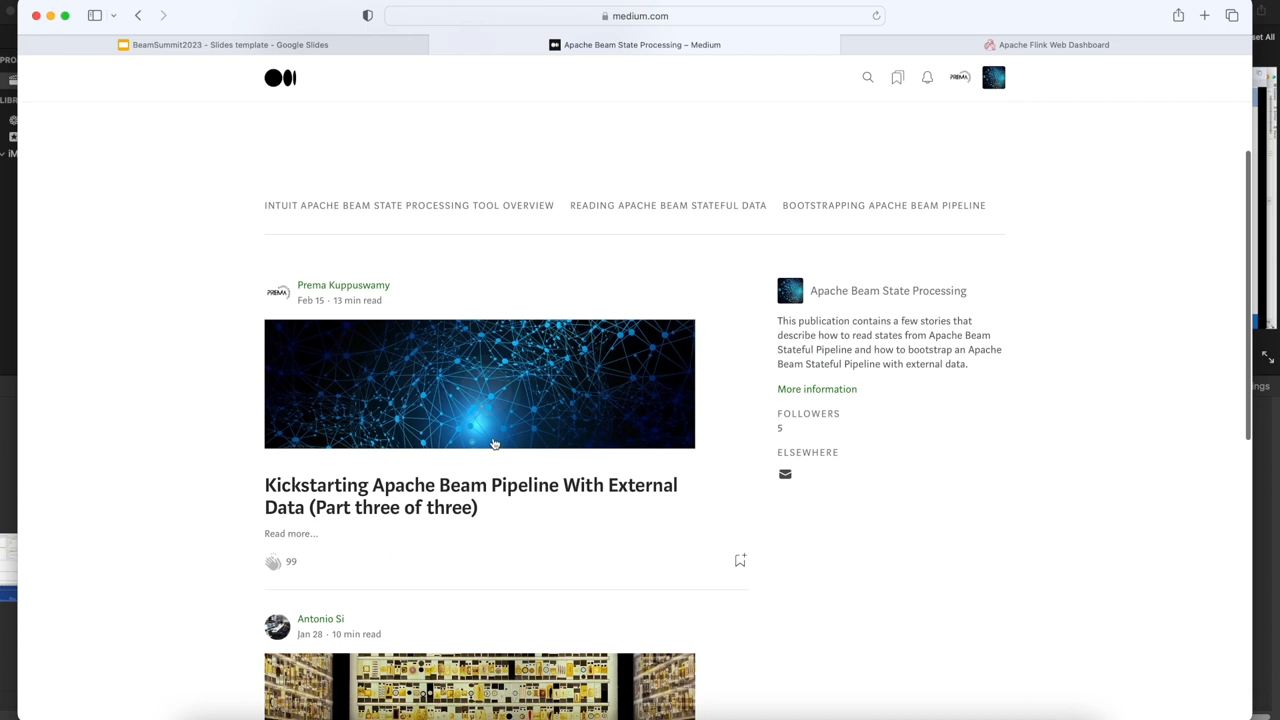 medium.com
BeamSummit2023 - Slides template - Google Slides
Apache Beam State Processing – Medium
Apache Flink Web Dashboard
PREMA
INTUIT APACHE BEAM STATE PROCESSING TOOL OVERVIEW
READING APACHE BEAM STATEFUL DATA
BOOTSTRAPPING APACHE BEAM PIPELINE
PREMA
Prema Kuppuswamy
Feb 15 · 13 min read
Kickstarting Apache Beam Pipeline With External
Data (Part three of three)
Read more...
99
Antonio Si
Jan 28 · 10 min read
Apache Beam State Processing
This publication contains a few stories that
describe how to read states from Apache Beam
Stateful Pipeline and how to bootstrap an Apache
Beam Stateful Pipeline with external data.
More information
FOLLOWERS
5
ELSEWHERE